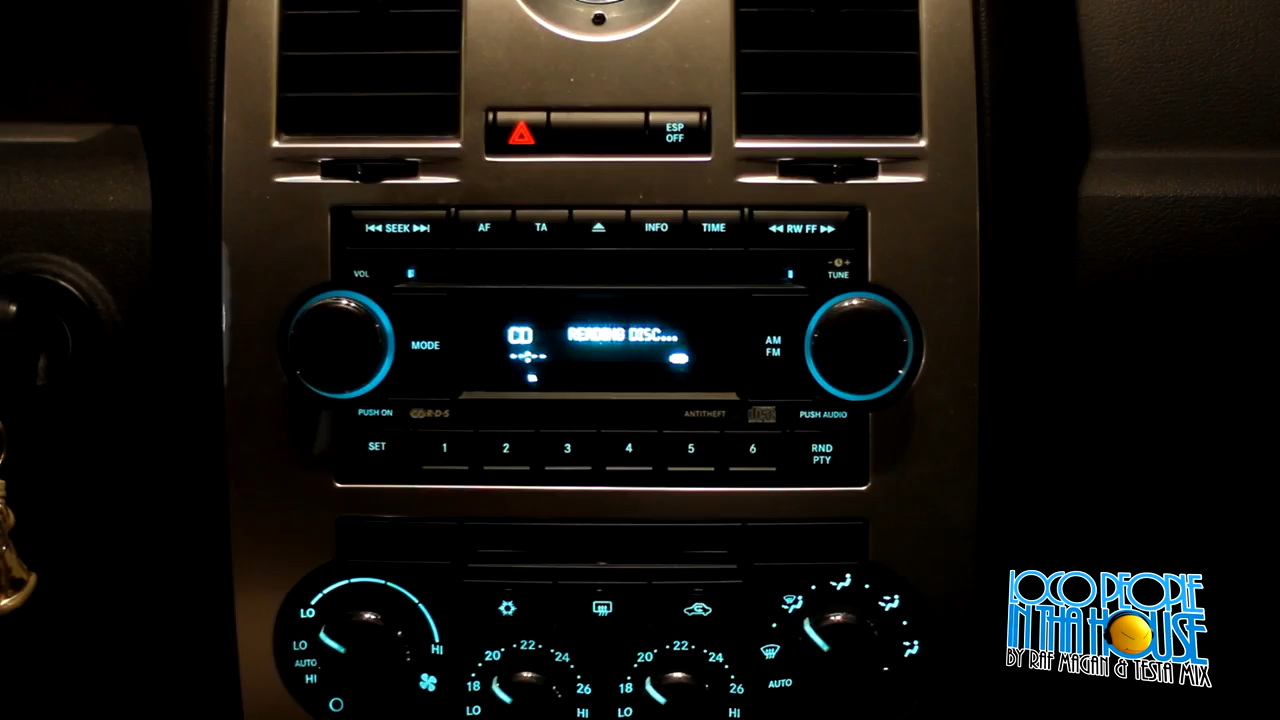 ESP
OFF
SEEK
AF
TA
INFO
TIME
RW FF
VOL
TUNE
CD
READING DISC...
MODE
AM
FM
PUSH ON
R·D·S
ANTITHEFT
DISC
PUSH AUDIO
SET
1
2
3
4
5
6
RND
PTY
LO
LO
AUTO
HI
HI
18
20
22
24
26
LO
HI
18
20
22
24
26
LO
HI
AUTO
LOCO PEOPLE
IN THA HOUSE
BY RAF MAGAN & TESTA MIX